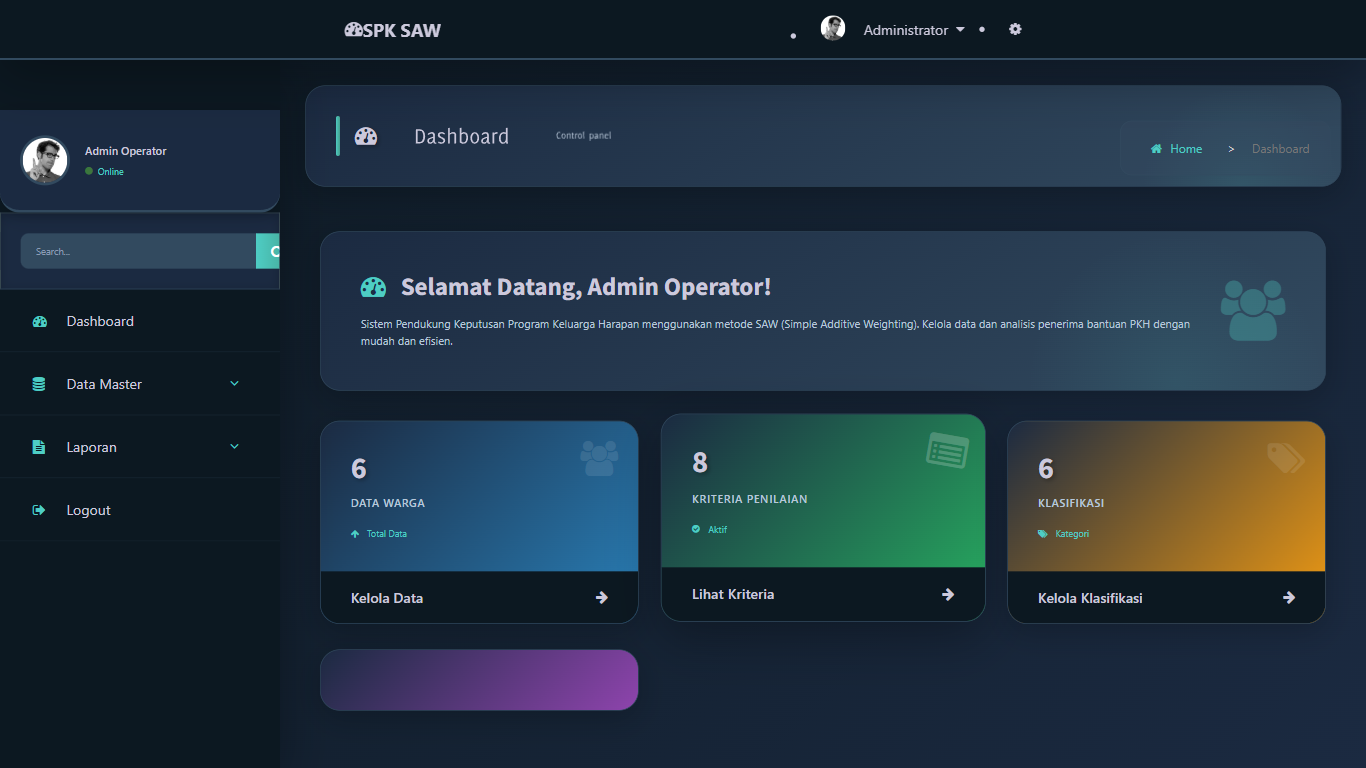 SPK SAW
Administrator
Admin Operator
Online
Search...
Dashboard
Data Master
Laporan
Logout
Dashboard
Control panel
Home > Dashboard
Selamat Datang, Admin Operator!
Sistem Pendukung Keputusan Program Keluarga Harapan menggunakan metode SAW (Simple Additive Weighting). Kelola data dan analisis penerima bantuan PKH dengan
mudah dan efisien.
6
DATA WARGA
Total Data
Kelola Data
8
KRITERIA PENILAIAN
Aktif
Lihat Kriteria
6
KLASIFIKASI
Kategori
Kelola Klasifikasi